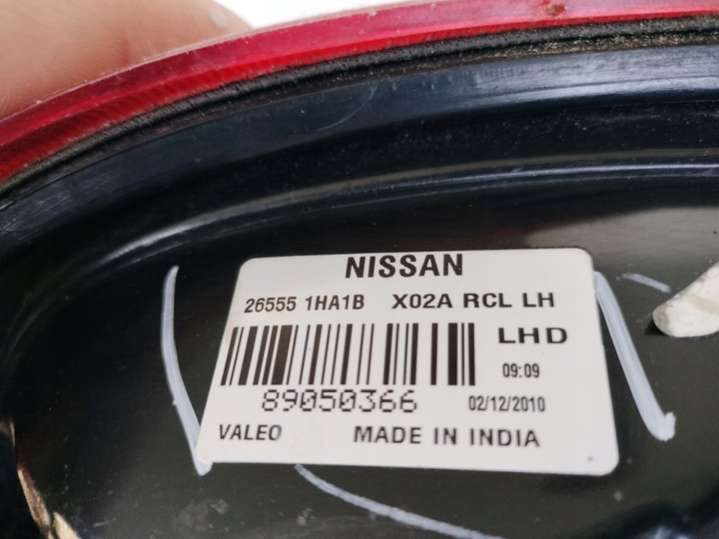 NISSAN
26555 1HA1B X02A RCL LH
LHD
09:09
89050366 02/12/2010
VALEO MADE IN INDIA